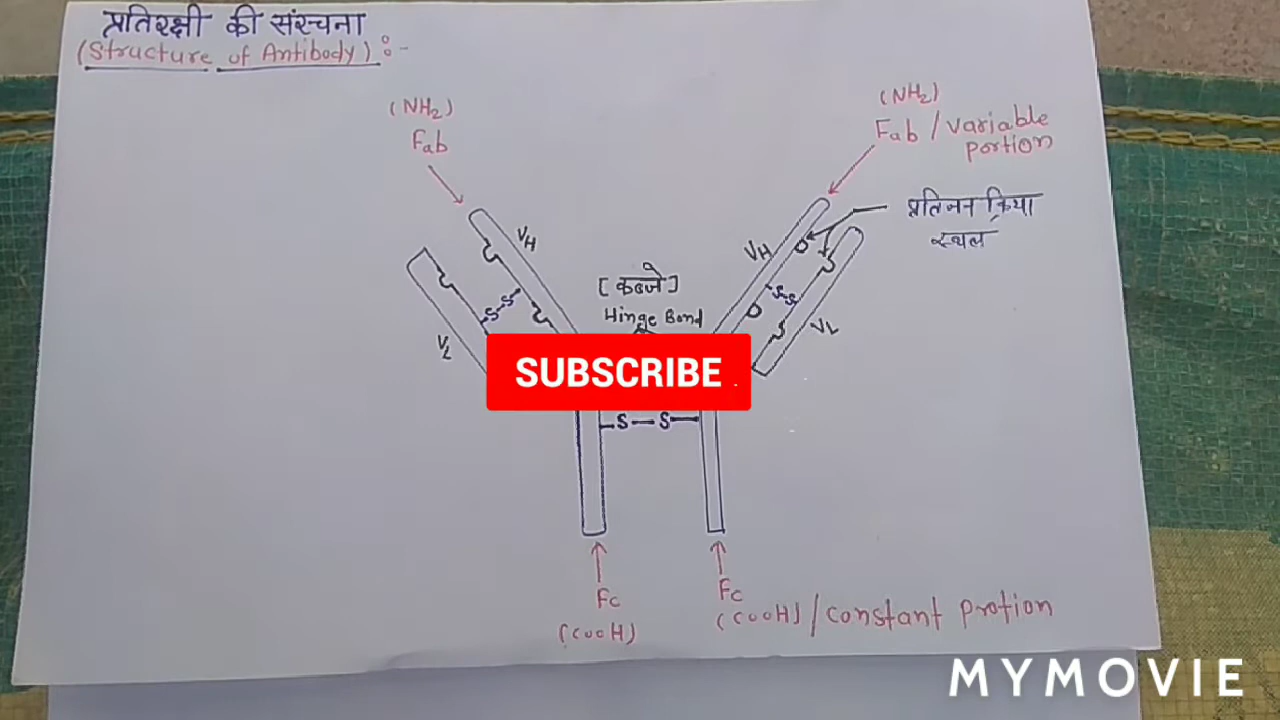 प्रतिरक्षी की संरचना
(Structure of Antibody) :-
(NH₂)
Fab
(NH₂)
Fab / variable
portion
प्रतिजन क्रिया
स्थल
VH
VH
VL
VL
S-S
S-S
[कब्जे]
Hinge Bond
SUBSCRIBE
S-S
Fc
(COOH)
Fc
(COOH)/constant protion
MYMOVIE